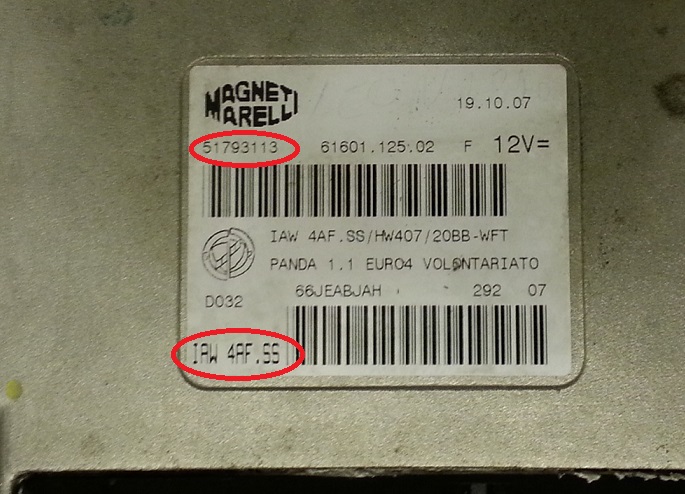 MAGNETI
MARELLI
19.10.07
51793113 61601.125.02 F 12V=
IAW 4AF.SS/HW407/20BB-WFT
PANDA 1.1 EURO4 VOLONTARIATO
D032
66JEABJAH 292 07
IAW 4AF.SS